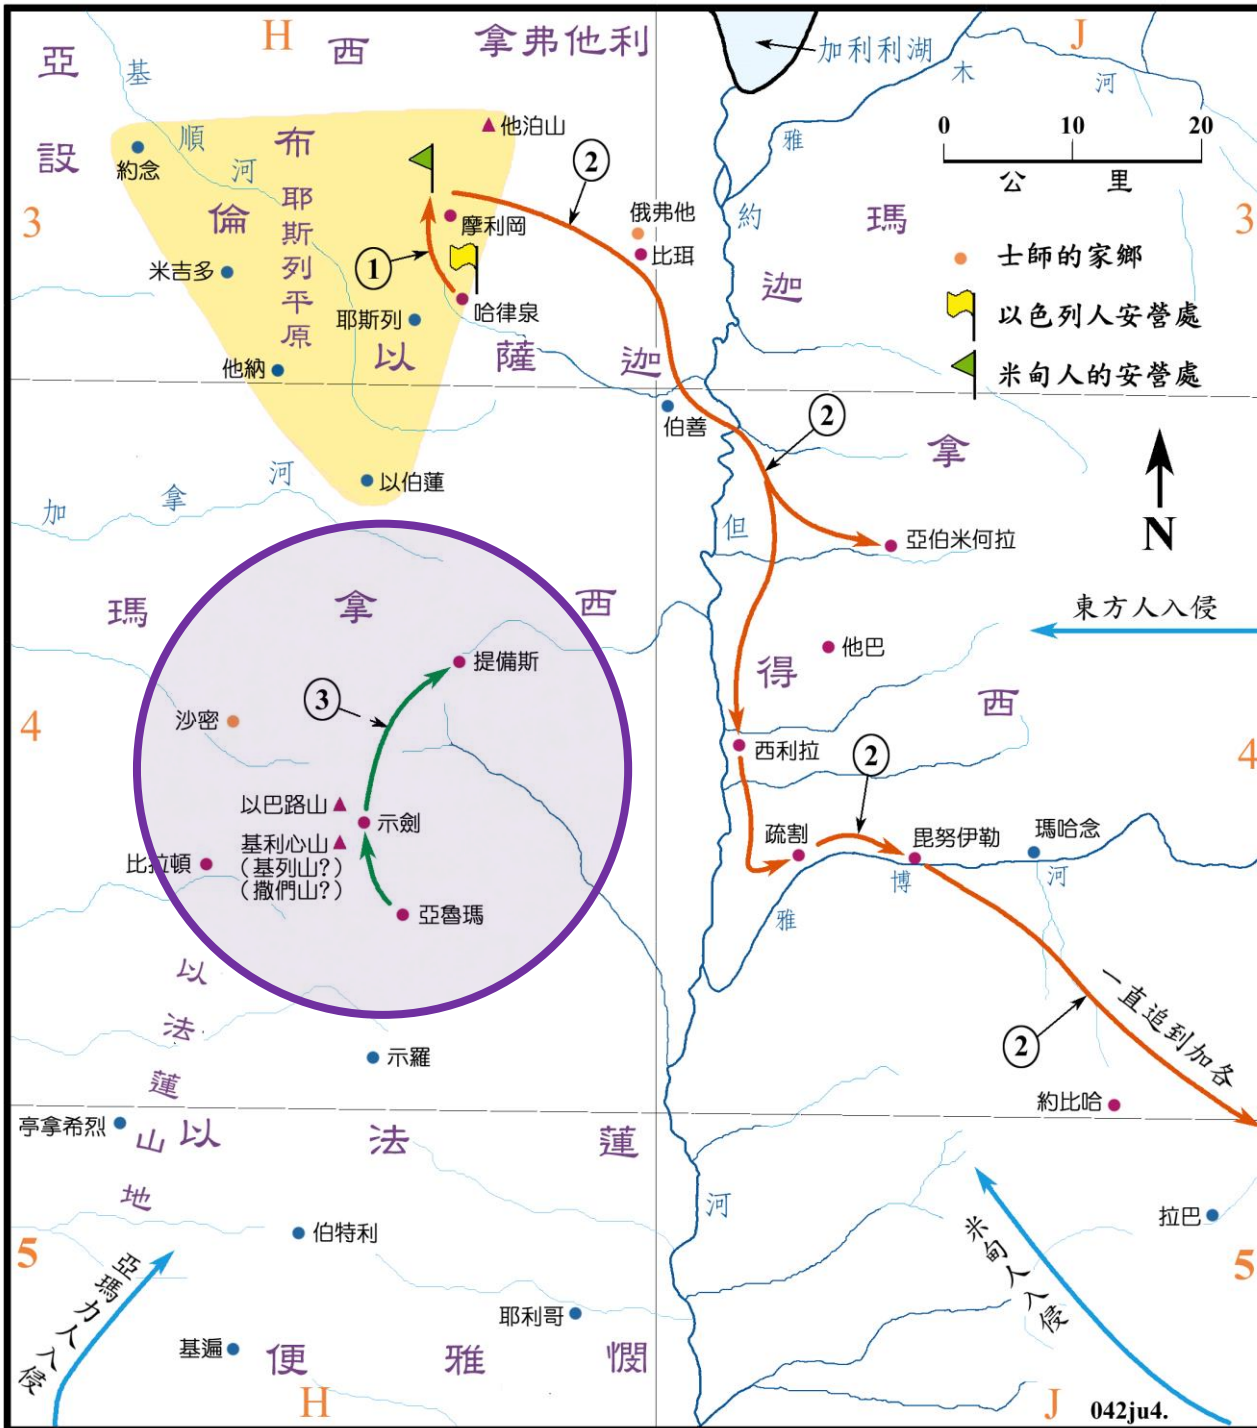 H
J
西
拿弗他利
亞設
加利利湖
木河
雅
基順河
布倫
他泊山
約念
②
0 10 20
公 里
3
3
耶斯列平原
摩利岡
俄弗他
比珥
約
瑪拿西
迦得
士師的家鄉
①
米吉多
哈律泉
以色列人安營處
耶斯列
以薩迦
他納
米甸人的安營處
伯善
②
以伯蓮
加拿河
但
亞伯米何拉
N
瑪拿西
東方人入侵
提備斯
他巴
③
4
4
沙密
西利拉
②
以巴路山
示劍
疏割
毘努伊勒
瑪哈念
基利心山
(基列山?)
(撒們山?)
比拉頓
雅博河
亞魯瑪
以法蓮山地
一直追到加各
②
示羅
約比哈
亭拿希烈
以法蓮
河
拉巴
伯特利
5
5
亞瑪力人入侵
米甸人入侵
耶利哥
基遍
便雅憫
H
J
042ju4.